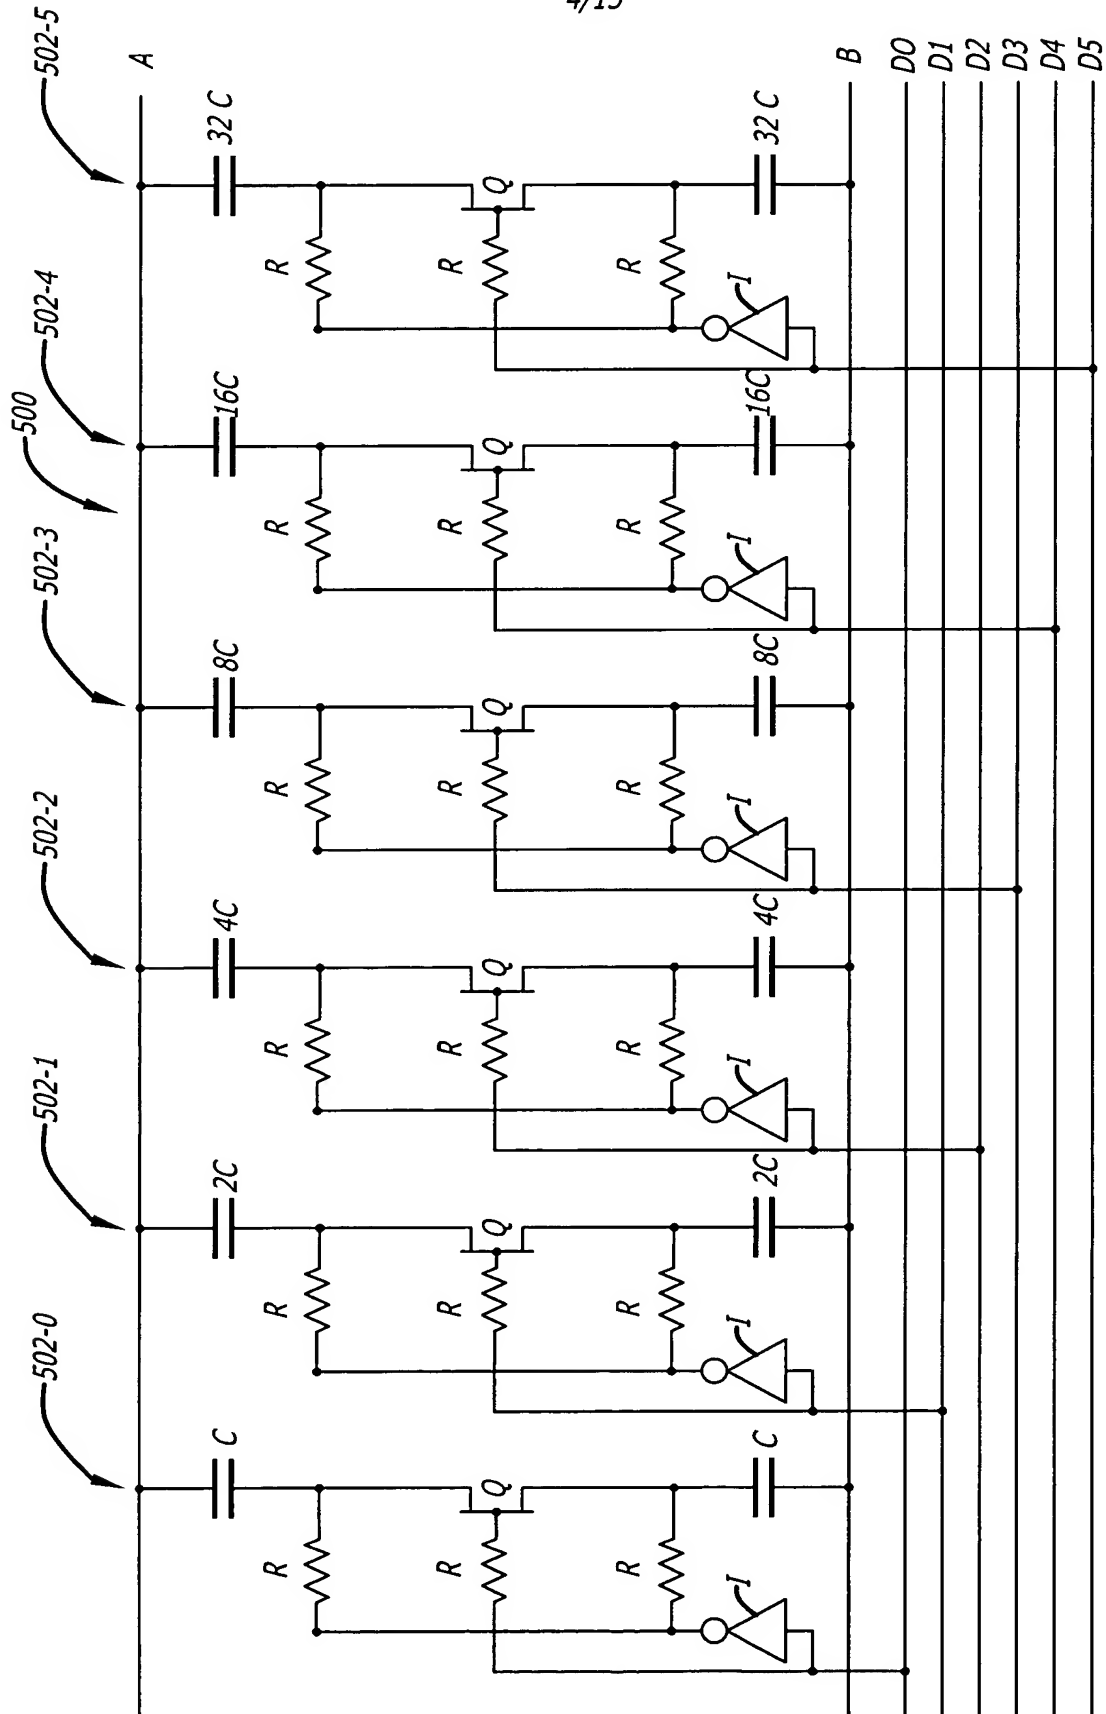 4/15
500
502-0 502-1 502-2 502-3 502-4 502-5
A
C 2C 4C 8C 16C 32 C
R R R R R R
R R R R R R
Q Q Q Q Q Q
R R R R R R
I I I I I I
C 2C 4C 8C 16C 32 C
B
D0
D1
D2
D3
D4
D5